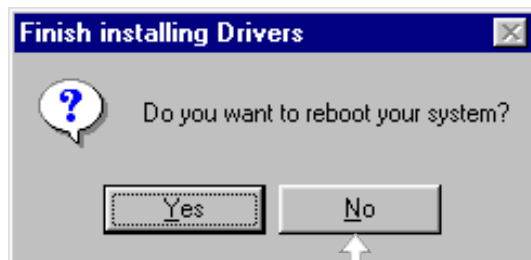 Finish installing Drivers
?
Do you want to reboot your system?
Yes No